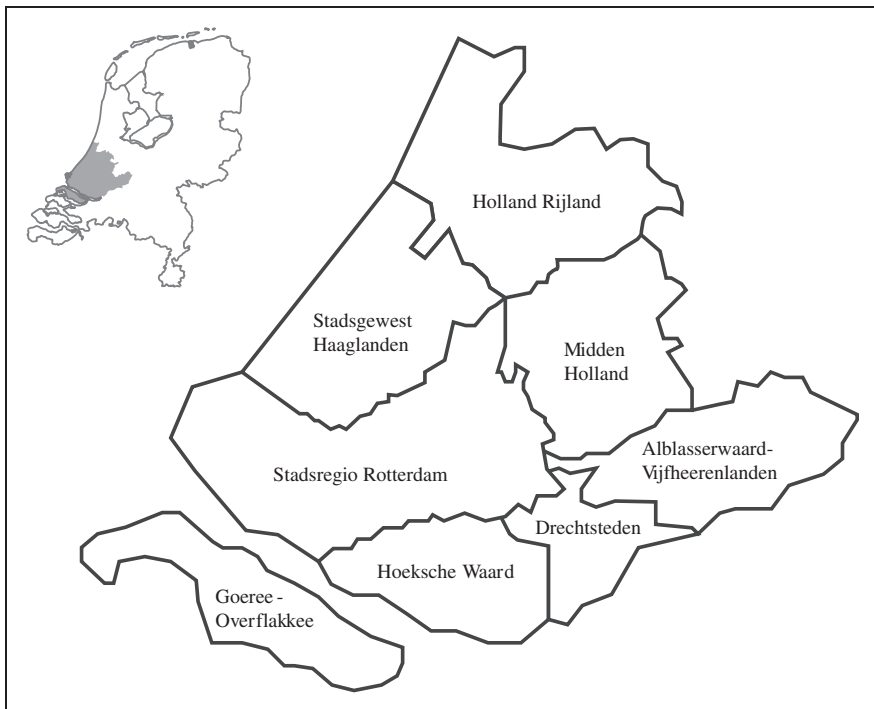 Holland Rijland
Stadsgewest
Haaglanden
Midden
Holland
Alblasserwaard-
Vijfheerenlanden
Stadsregio Rotterdam
Drechtsteden
Hoeksche Waard
Goeree -
Overflakkee